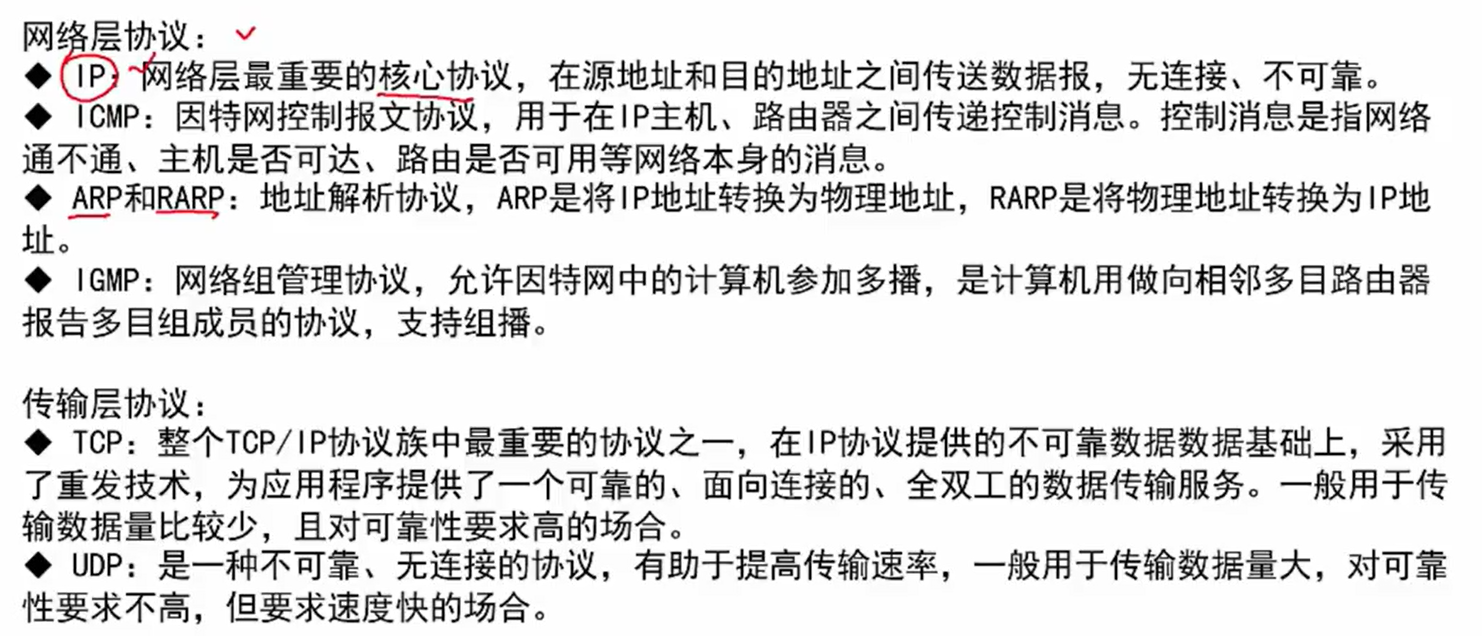 网络层协议：
◆ IP：网络层最重要的核心协议，在源地址和目的地址之间传送数据报，无连接、不可靠。
◆ ICMP：因特网控制报文协议，用于在IP主机、路由器之间传递控制消息。控制消息是指网络
通不通、主机是否可达、路由是否可用等网络本身的消息。
◆ ARP和RARP：地址解析协议，ARP是将IP地址转换为物理地址，RARP是将物理地址转换为IP地
址。
◆ IGMP：网络组管理协议，允许因特网中的计算机参加多播，是计算机用做向相邻多目路由器
报告多目组成员的协议，支持组播。
传输层协议：
◆ TCP：整个TCP/IP协议族中最重要的协议之一，在IP协议提供的不可靠数据数据基础上，采用
了重发技术，为应用程序提供了一个可靠的、面向连接的、全双工的数据传输服务。一般用于传
输数据量比较少，且对可靠性要求高的场合。
◆ UDP：是一种不可靠、无连接的协议，有助于提高传输速率，一般用于传输数据量大，对可靠
性要求不高，但要求速度快的场合。